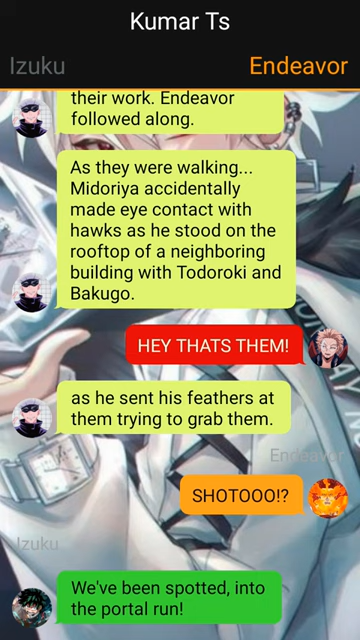 Kumar Ts
Izuku Endeavor
their work. Endeavor
followed along.
As they were walking...
Midoriya accidentally
made eye contact with
hawks as he stood on the
rooftop of a neighboring
building with Todoroki and
Bakugo.
HEY THATS THEM!
as he sent his feathers at
them trying to grab them.
Endeavor
SHOTOOO!?
Izuku
We've been spotted, into
the portal run!